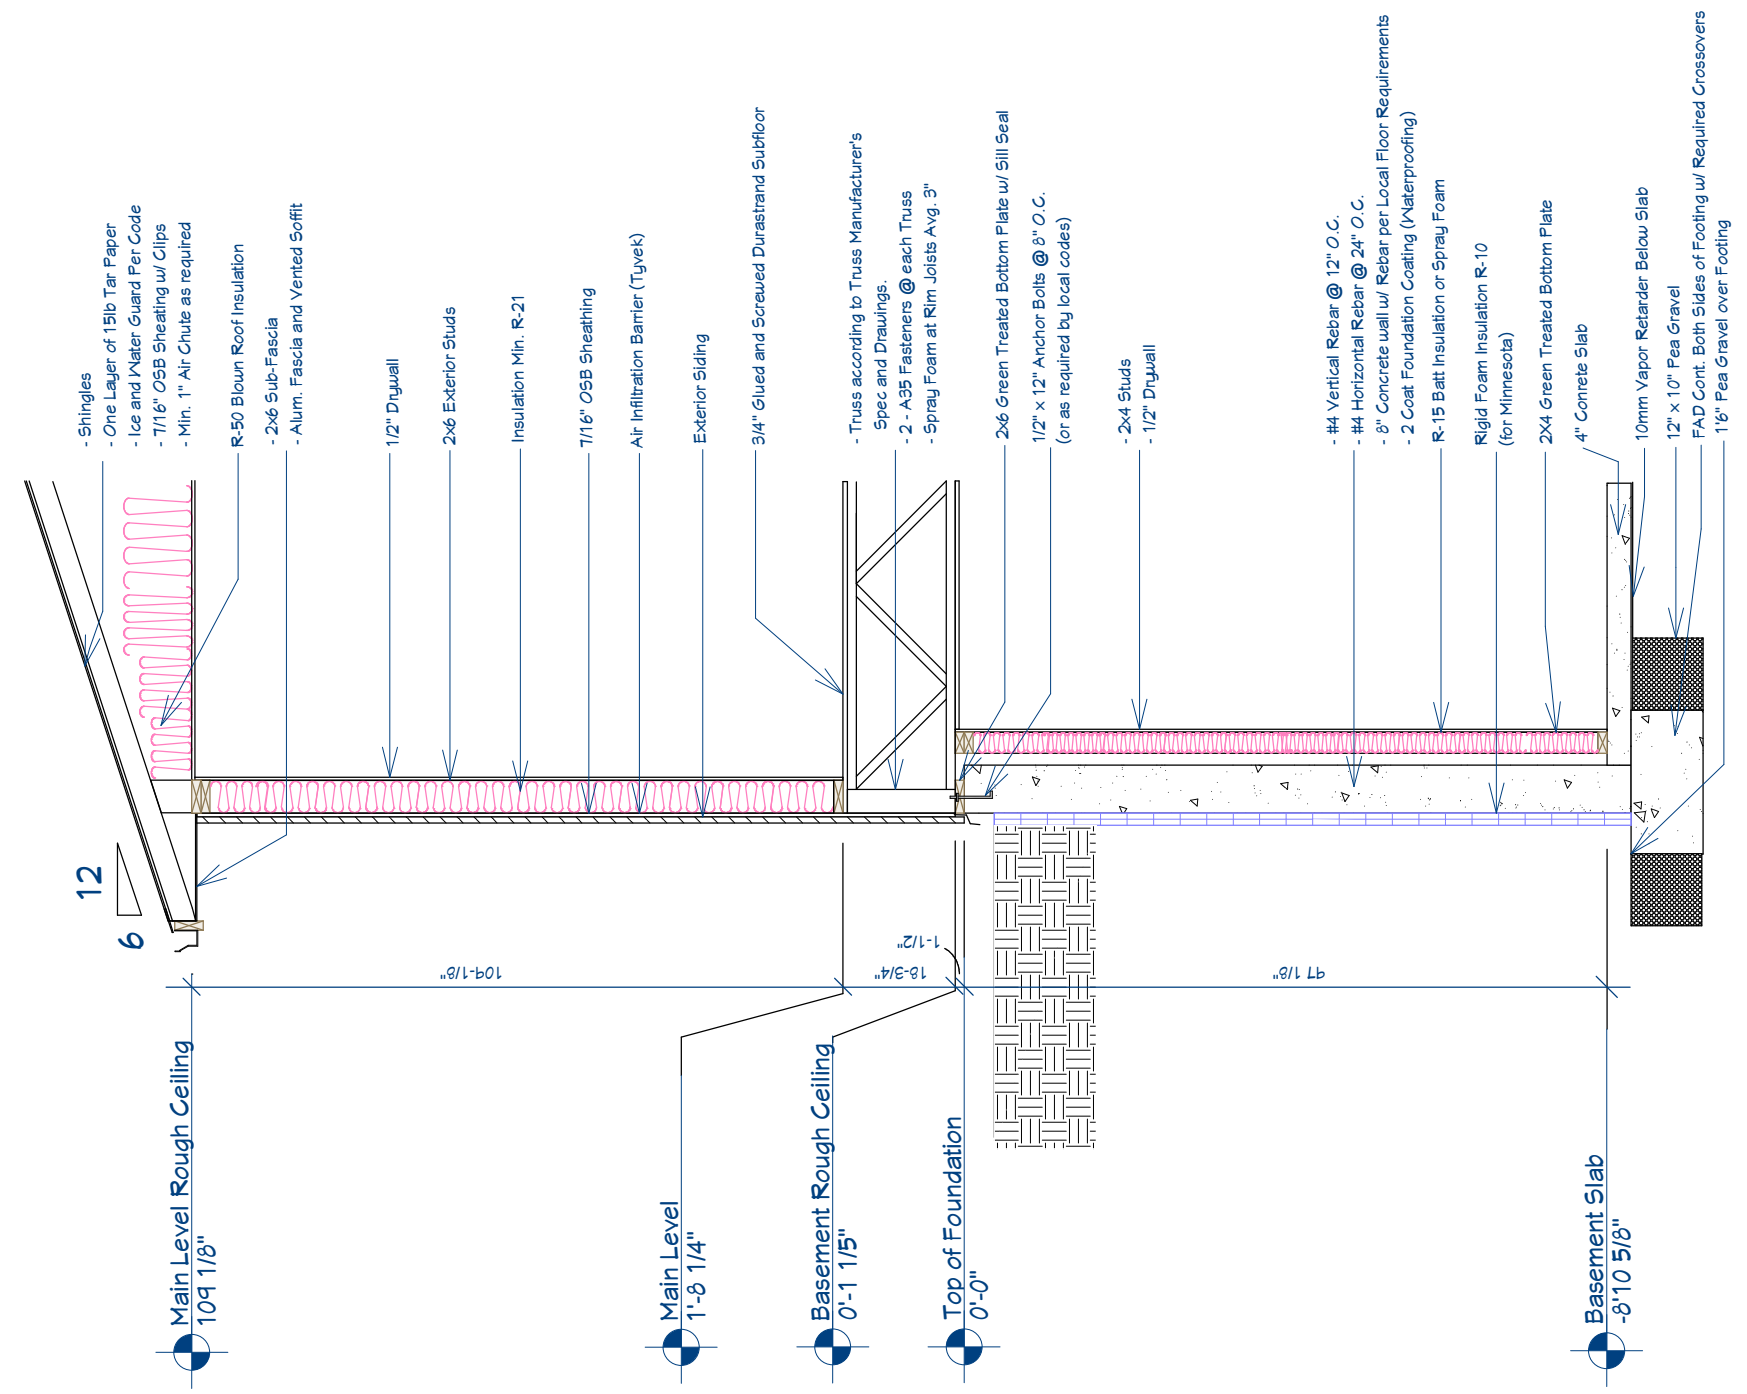 - Shingles
- One Layer of 15lb Tar Paper
- Ice and Water Guard Per Code
- 7/16" OSB Sheating w/ Clips
- Min. 1" Air Chute as required
R-50 Blown Roof Insulation
- 2x6 Sub-Fascia
- Alum. Fascia and Vented Soffit
1/2" Drywall
2x6 Exterior Studs
Insulation Min. R-21
7/16" OSB Sheathing
Air Infiltration Barrier (Tyvek)
Exterior Siding
3/4" Glued and Screwed Durastrand Subfloor
- Truss according to Truss Manufacturer's
Spec and Drawings.
- 2 - A35 Fasteners @ each Truss
- Spray Foam at Rim Joists Avg. 3"
2x6 Green Treated Bottom Plate w/ Sill Seal
1/2" x 12" Anchor Bolts @ 8" O.C.
(or as required by local codes)
- 2x4 Studs
- 1/2" Drywall
- #4 Vertical Rebar @ 12" O.C.
- #4 Horizontal Rebar @ 24" O.C.
- 8" Concrete wall w/ Rebar per Local Floor Requirements
- 2 Coat Foundation Coating (Waterproofing)
R-15 Batt Insulation or Spray Foam
Rigid Foam Insulation R-10
(for Minnesota)
2X4 Green Treated Bottom Plate
4" Connrete Slab
10mm Vapor Retarder Below Slab
12" x 10" Pea Gravel
FAD Cont. Both Sides of Footing w/ Required Crossovers
1'6" Pea Gravel over Footing
12
6
109-1/8"
18-3/4"
1-1/2"
97 1/8"
Main Level Rough Ceiling
109 1/8"
Main Level
1'-8 1/4"
Basement Rough Ceiling
0'-1 1/5"
Top of Foundation
0'-0"
Basement Slab
-8'10 5/8"